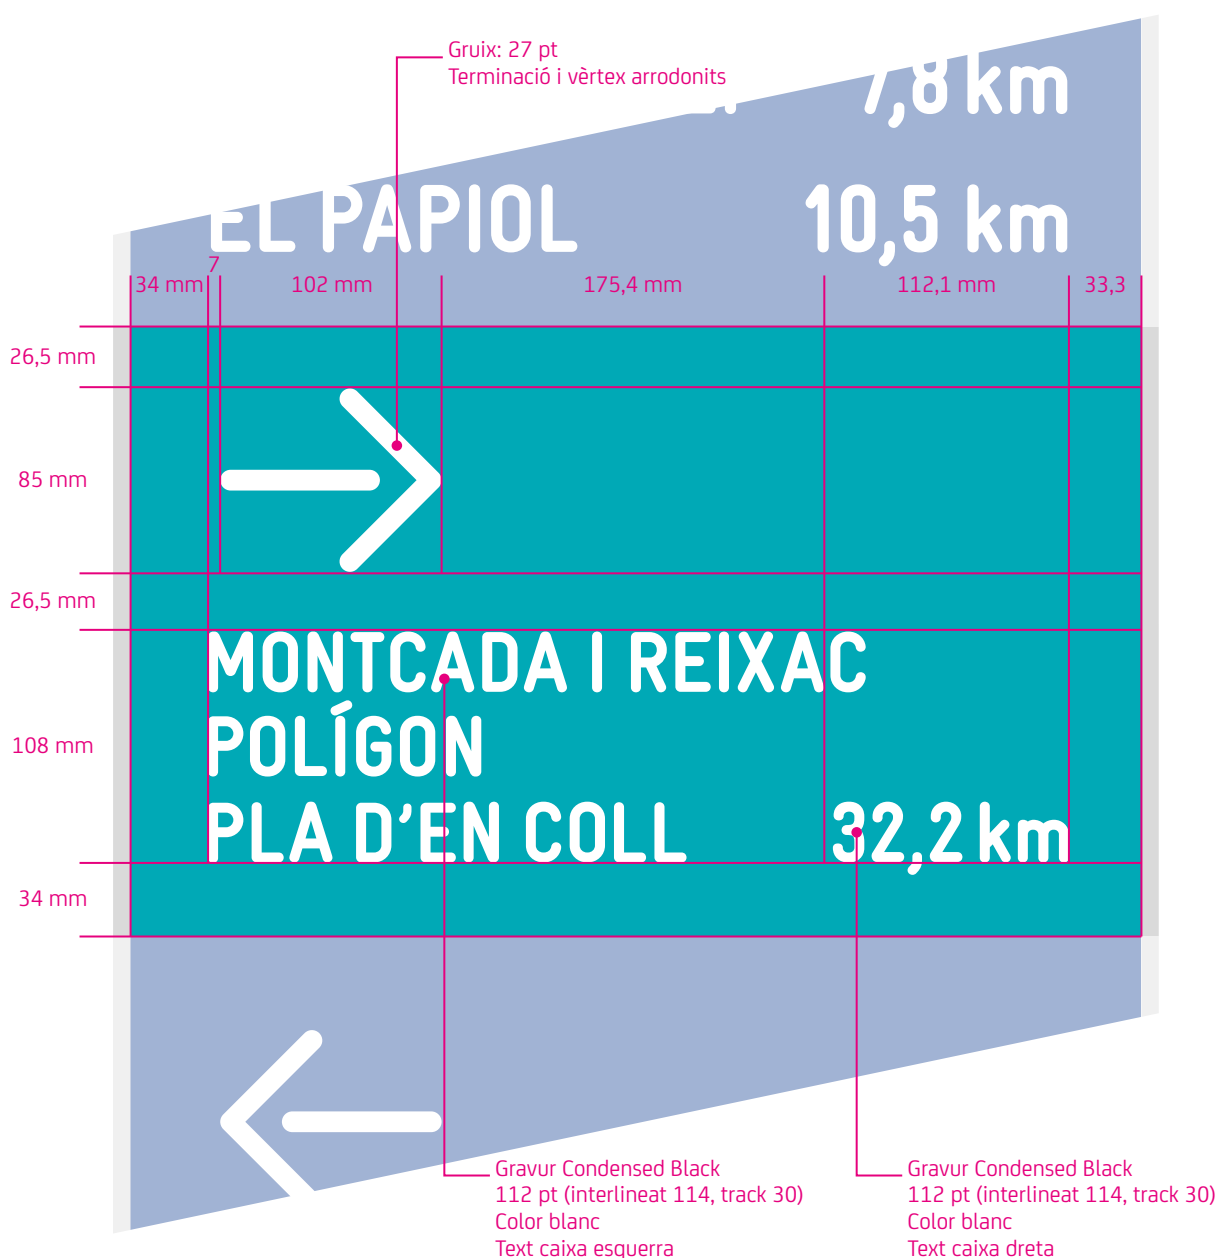 Gruix: 27 pt
Terminació i vèrtex arrodonits
7,8 km
EL PAPIOL 10,5 km
7
34 mm 102 mm 175,4 mm 112,1 mm 33,3
26,5 mm
85 mm
26,5 mm
MONTCADA I REIXAC
POLÍGON
108 mm
PLA D’EN COLL 32,2 km
34 mm
Gravur Condensed Black
112 pt (interlineat 114, track 30)
Color blanc
Text caixa esquerra
Gravur Condensed Black
112 pt (interlineat 114, track 30)
Color blanc
Text caixa dreta